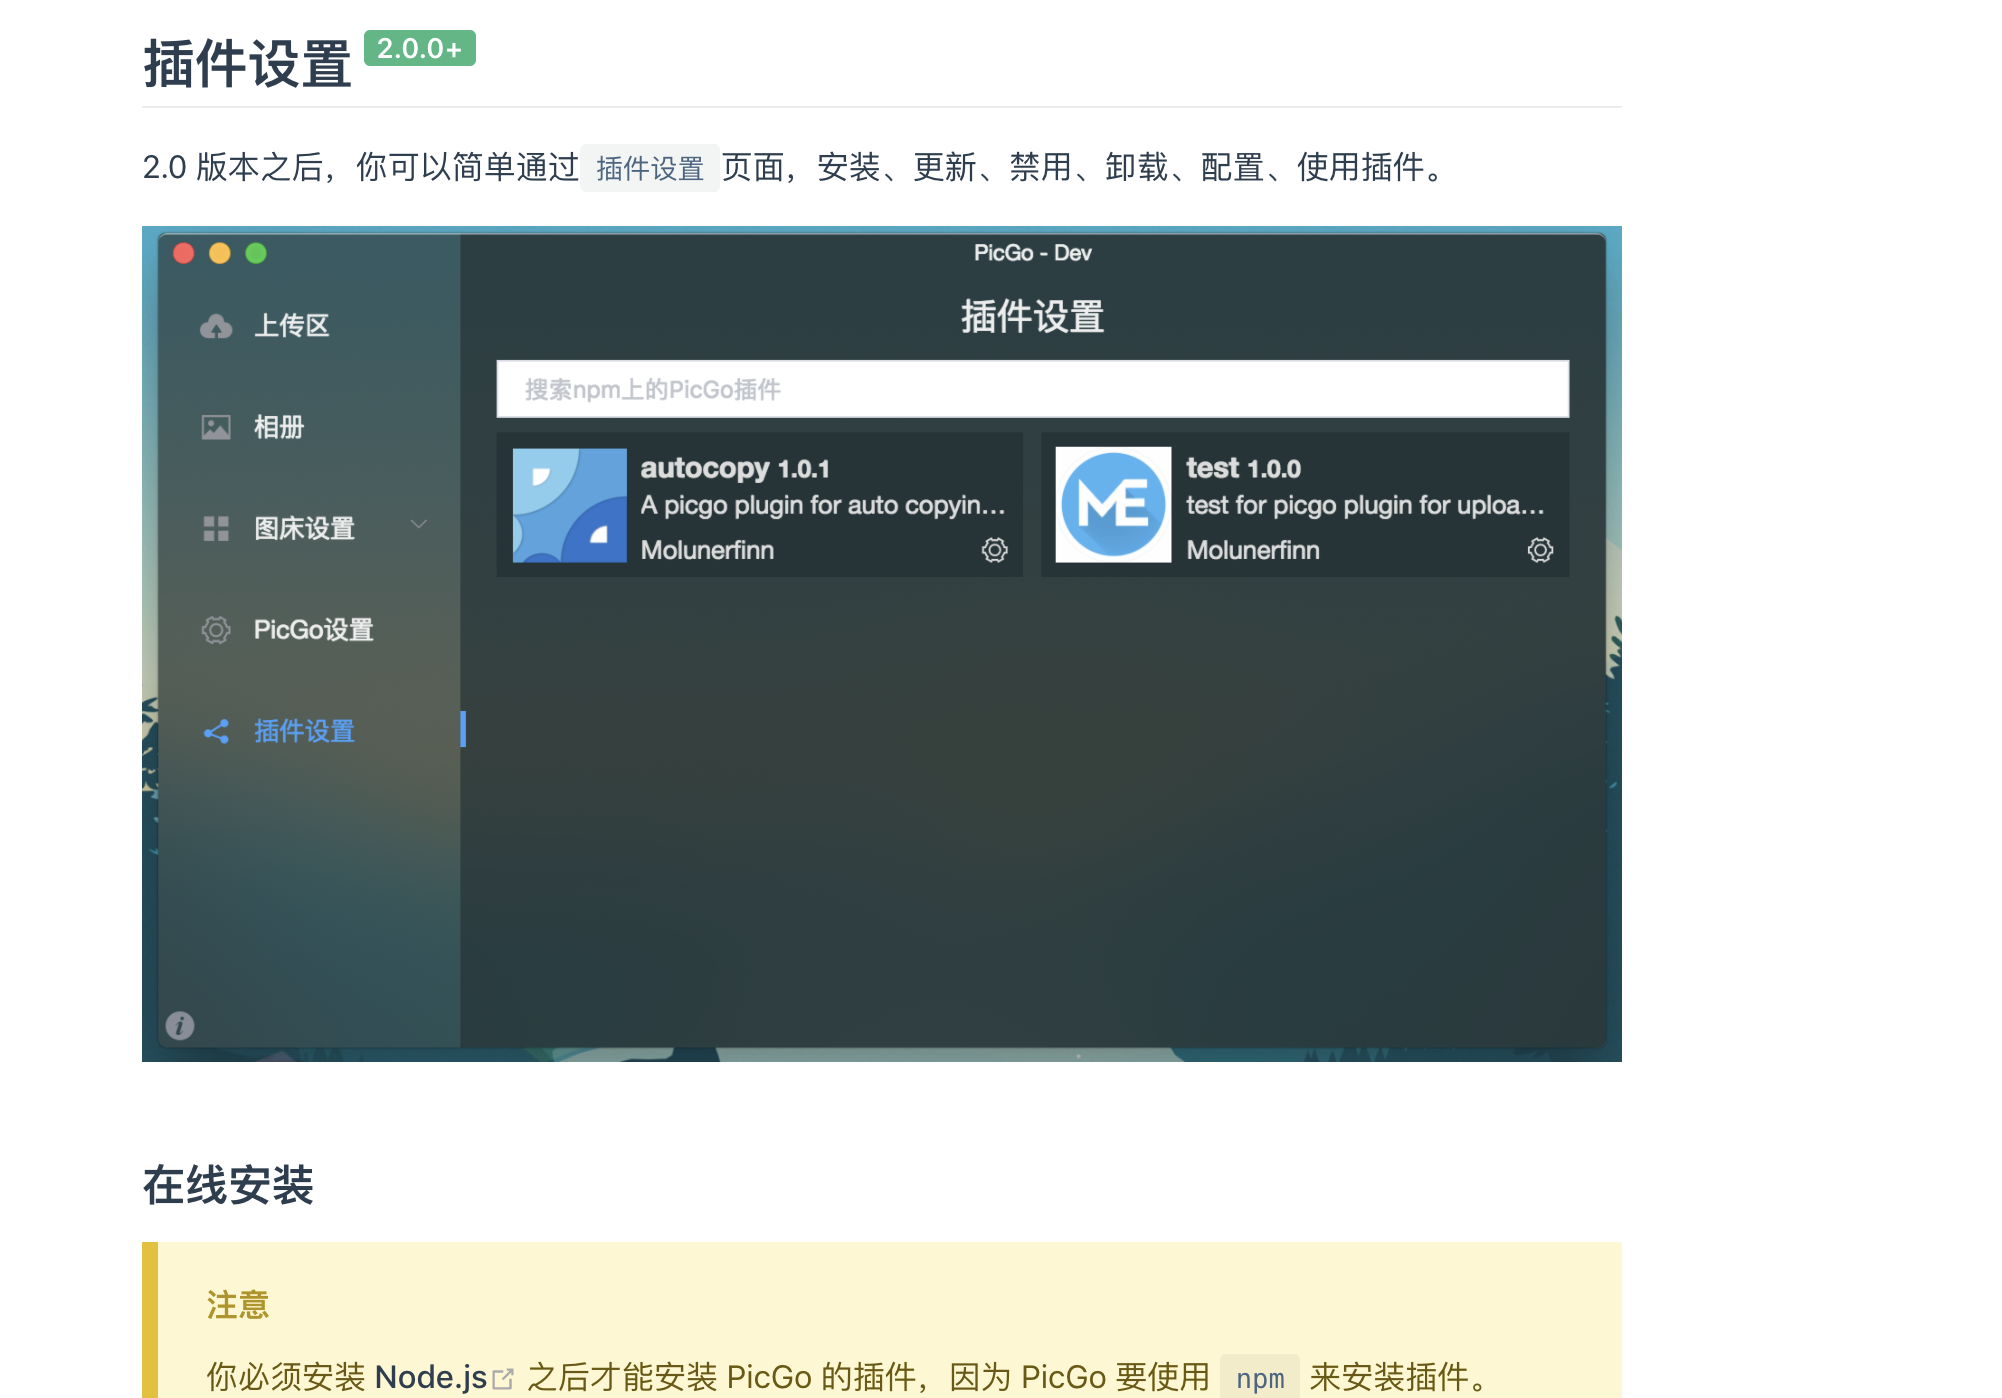 插件设置 2.0.0+
2.0 版本之后，你可以简单通过 插件设置 页面，安装、更新、禁用、卸载、配置、使用插件。
PicGo - Dev
上传区
相册
图床设置
PicGo设置
插件设置
插件设置
搜索npm上的PicGo插件
autocopy 1.0.1
A picgo plugin for auto copyin...
Molunerfinn
ME
test 1.0.0
test for picgo plugin for uploa...
Molunerfinn
i
在线安装
注意
你必须安装 Node.js 之后才能安装 PicGo 的插件，因为 PicGo 要使用 npm 来安装插件。